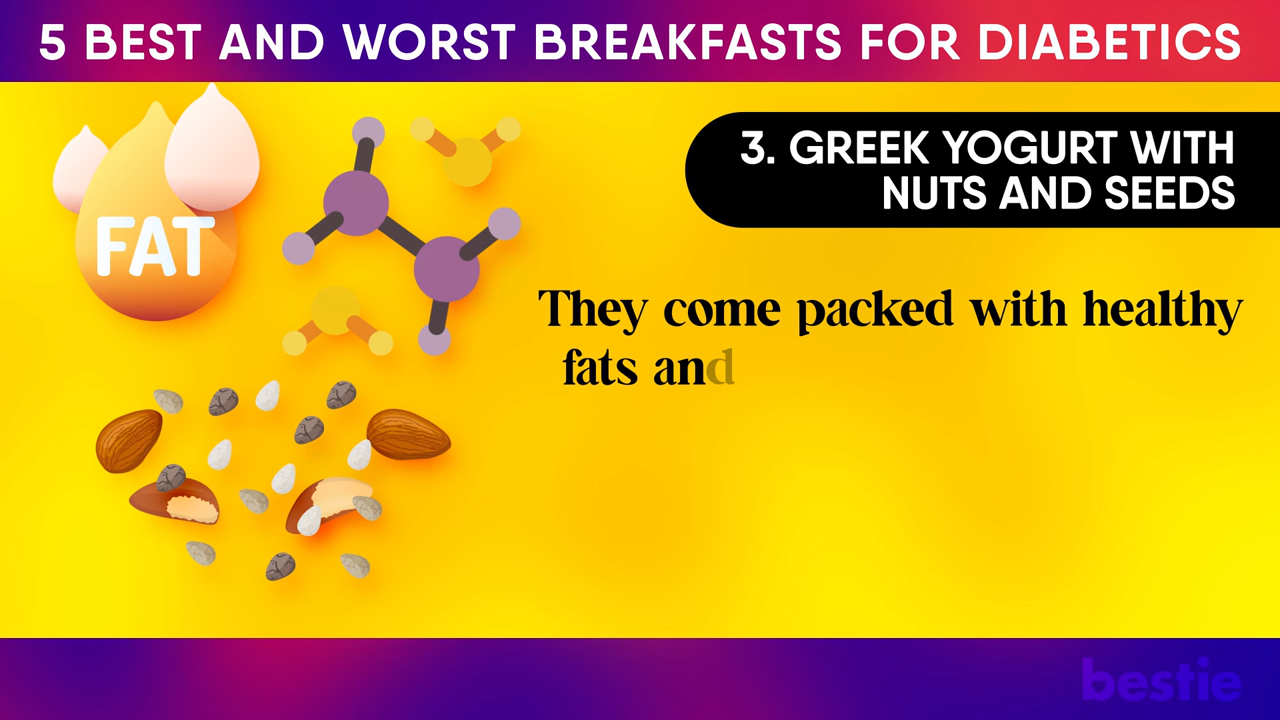 5 BEST AND WORST BREAKFASTS FOR DIABETICS
3. GREEK YOGURT WITH
NUTS AND SEEDS
FAT
They come packed with healthy
fats and
bestie